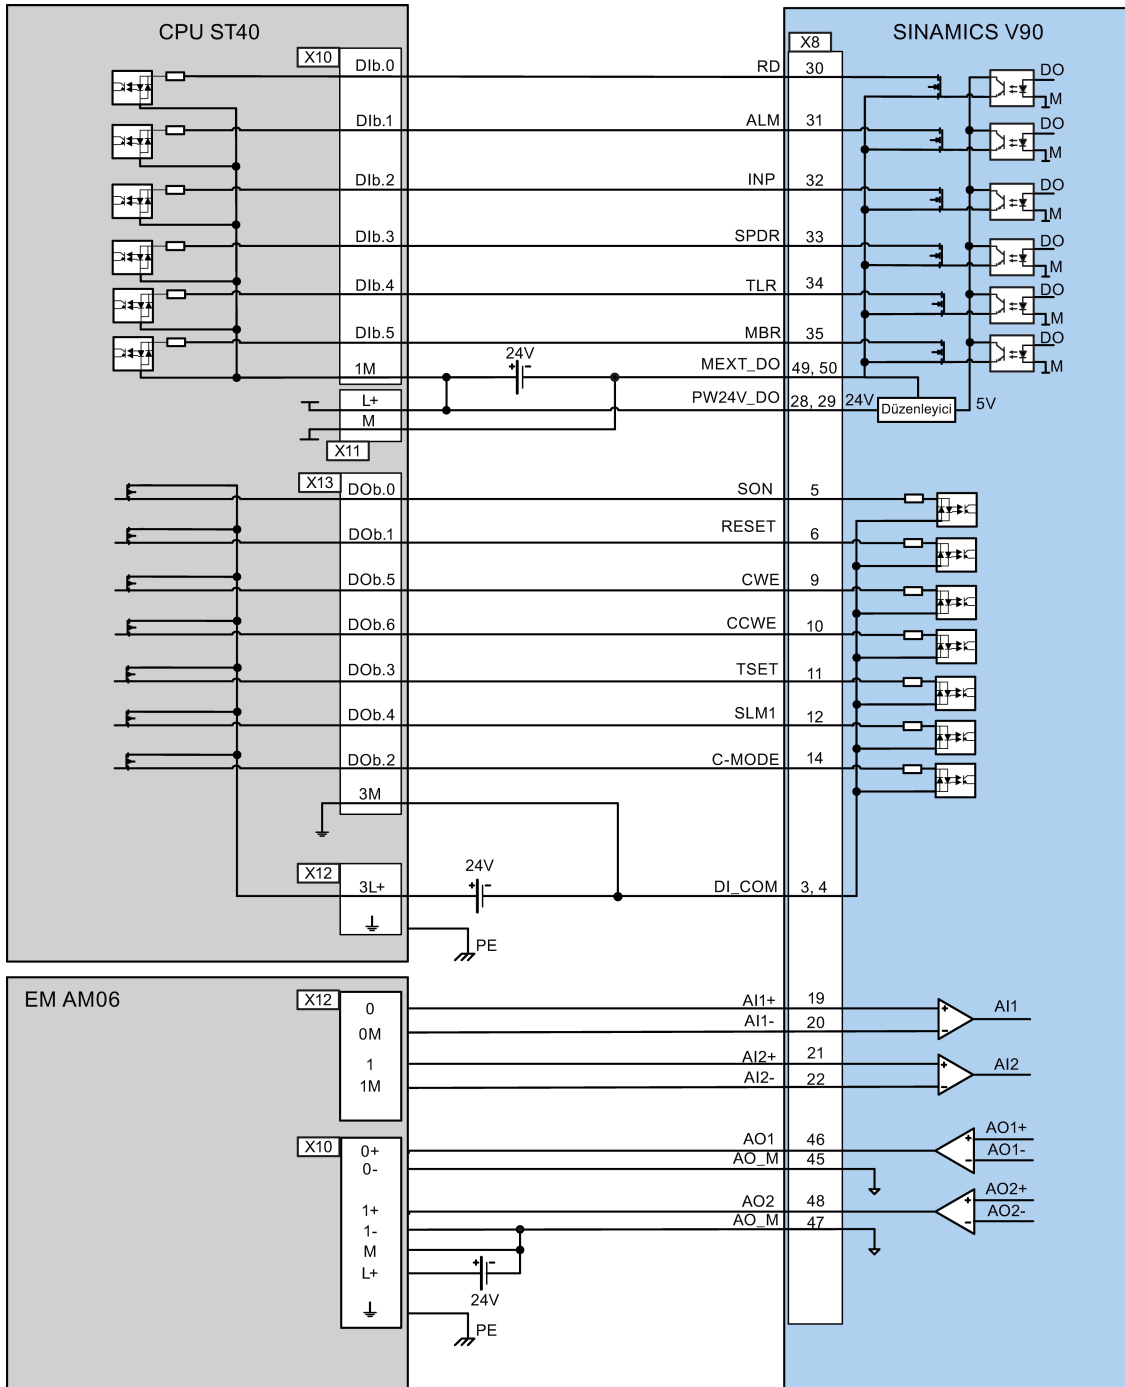 CPU ST40
SINAMICS V90
X10
X8
DIb.0 RD 30 DO
M
DIb.1 ALM 31 DO
M
DIb.2 INP 32 DO
M
DIb.3 SPDR 33 DO
M
DIb.4 TLR 34 DO
M
DIb.5 MBR 35 DO
M
24V
+ -
1M MEXT_DO 49, 50
L+ PW24V_DO 28, 29 24V Düzenleyici 5V
M
X11
X13
DOb.0 SON 5
DOb.1 RESET 6
DOb.5 CWE 9
DOb.6 CCWE 10
DOb.3 TSET 11
DOb.4 SLM1 12
DOb.2 C-MODE 14
3M
X12
24V
+ -
3L+ DI_COM 3, 4
PE
EM AM06
X12
0 AI1+ 19 + AI1
0M AI1- 20 -
1 AI2+ 21 + AI2
1M AI2- 22 -
X10
0+ AO1 46 + AO1+
0- AO_M 45 - AO1-
1+ AO2 48 + AO2+
1- AO_M 47 - AO2-
M
L+
+ -
24V
PE